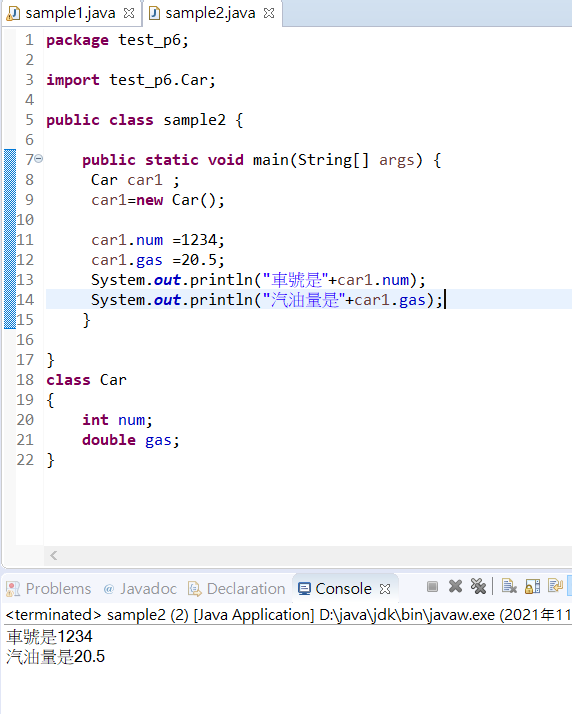 sample1.java sample2.java
1 package test_p6;
2
3 import test_p6.Car;
4
5 public class sample2 {
6
7 public static void main(String[] args) {
8 Car car1 ;
9 car1=new Car();
10
11 car1.num =1234;
12 car1.gas =20.5;
13 System.out.println("車號是"+car1.num);
14 System.out.println("汽油量是"+car1.gas);
15 }
16
17 }
18 class Car
19 {
20 int num;
21 double gas;
22 }
Problems @ Javadoc Declaration Console
<terminated> sample2 (2) [Java Application] D:\java\jdk\bin\javaw.exe (2021年11
車號是1234
汽油量是20.5